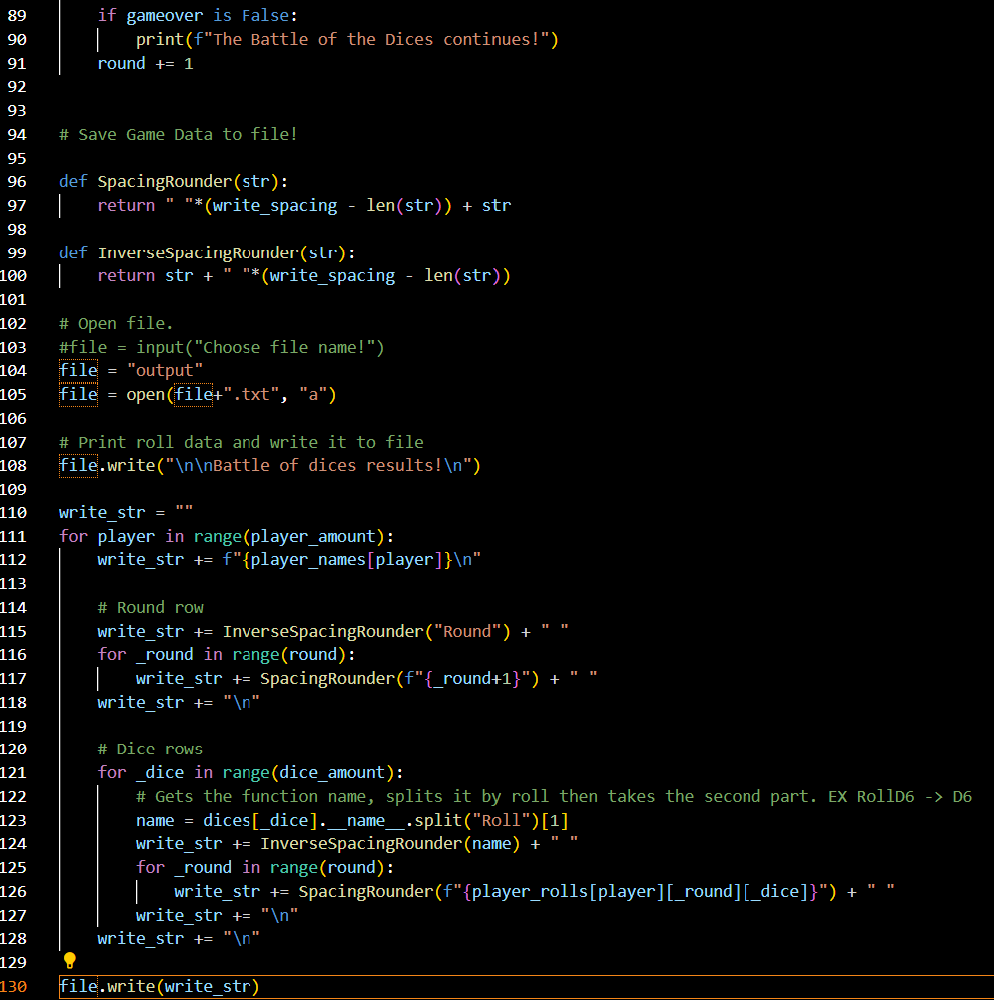 89 if gameover is False:
90 print(f"The Battle of the Dices continues!")
91 round += 1
92
93
94 # Save Game Data to file!
95
96 def SpacingRounder(str):
97 return " "*(write_spacing - len(str)) + str
98
99 def InverseSpacingRounder(str):
100 return str + " "*(write_spacing - len(str))
101
102 # Open file.
103 #file = input("Choose file name!")
104 file = "output"
105 file = open(file+".txt", "a")
106
107 # Print roll data and write it to file
108 file.write("\n\nBattle of dices results!\n")
109
110 write_str = ""
111 for player in range(player_amount):
112 write_str += f"{player_names[player]}\n"
113
114 # Round row
115 write_str += InverseSpacingRounder("Round") + " "
116 for _round in range(round):
117 write_str += SpacingRounder(f"{_round+1}") + " "
118 write_str += "\n"
119
120 # Dice rows
121 for _dice in range(dice_amount):
122 # Gets the function name, splits it by roll then takes the second part. EX RollD6 -> D6
123 name = dices[_dice].__name__.split("Roll")[1]
124 write_str += InverseSpacingRounder(name) + " "
125 for _round in range(round):
126 write_str += SpacingRounder(f"{player_rolls[player][_round][_dice]}") + " "
127 write_str += "\n"
128 write_str += "\n"
129
130 file.write(write_str)